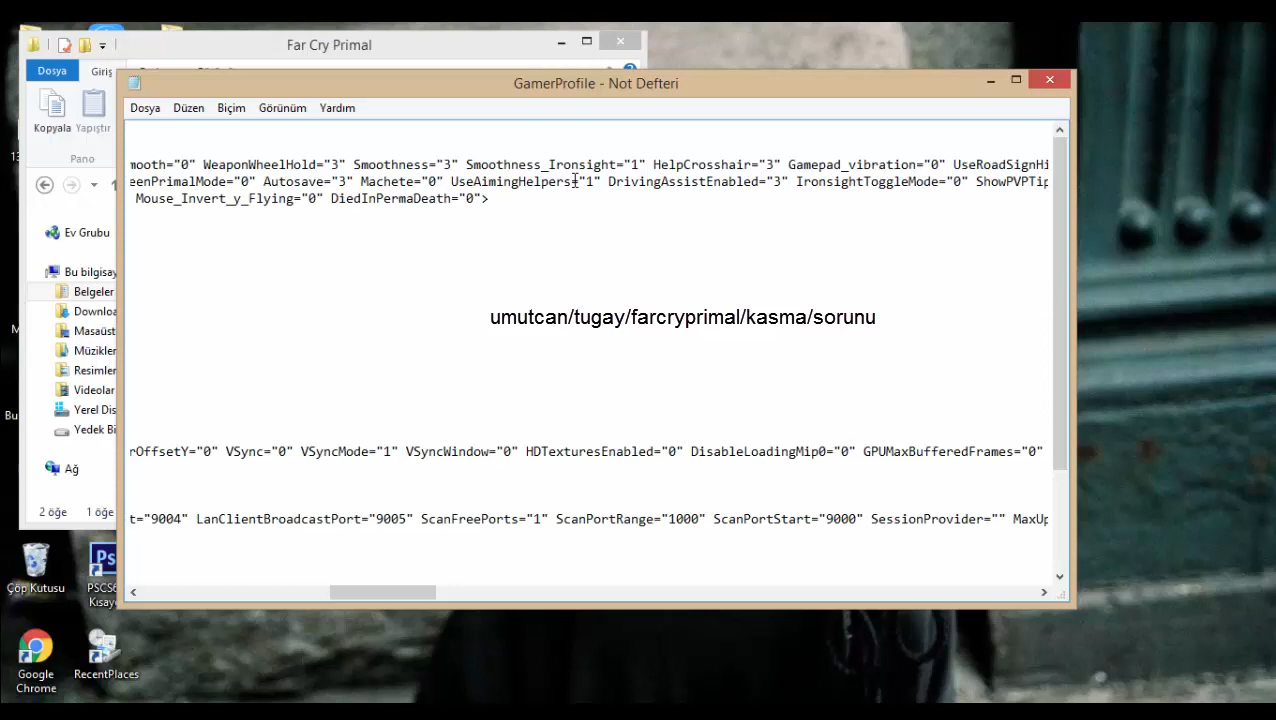 Far Cry Primal
Dosya
Giriş
GamerProfile - Not Defteri
Dosya Düzen Biçim Görünüm Yardım
Kopyala Yapıştır
Pano
mooth="0" WeaponWheelHold="3" Smoothness="3" Smoothness_Ironsight="1" HelpCrosshair="3" Gamepad_vibration="0" UseRoadSignHi
eenPrimalMode="0" Autosave="3" Machete="0" UseAimingHelpers="1" DrivingAssistEnabled="3" IronsightToggleMode="0" ShowPVPTip
Mouse_Invert_y_Flying="0" DiedInPermaDeath="0">
Ev Grubu
Bu bilgisay
Belgeler
Downloa
Masaüst
Müzikler
Resimler
Videolar
Yerel Dis
Yedek Bi
Ağ
2 öğe 1 öğe
umutcan/tugay/farcryprimal/kasma/sorunu
rOffsetY="0" VSync="0" VSyncMode="1" VSyncWindow="0" HDTexturesEnabled="0" DisableLoadingMip0="0" GPUMaxBufferedFrames="0"
t="9004" LanClientBroadcastPort="9005" ScanFreePorts="1" ScanPortRange="1000" ScanPortStart="9000" SessionProvider="" MaxUp
Çöp Kutusu
PSCS6
Kısayo
Google
Chrome
RecentPlaces